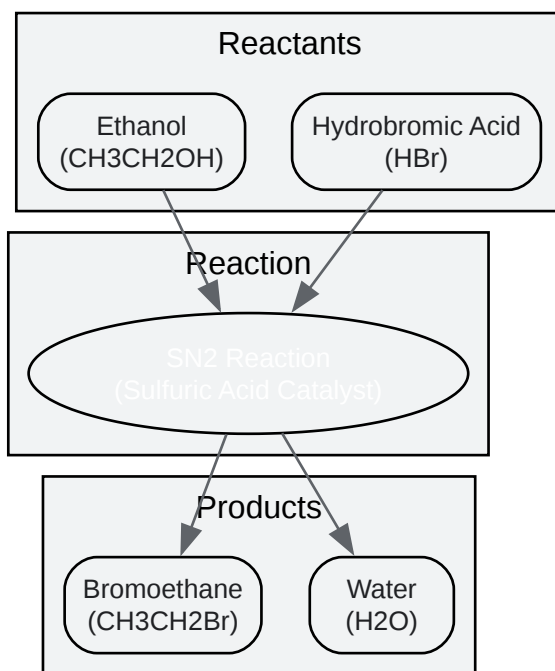 Reactants
Ethanol
(CH3CH2OH)
Hydrobromic Acid
(HBr)
Reaction
SN2 Reaction
(Sulfuric Acid Catalyst)
Products
Bromoethane
(CH3CH2Br)
Water
(H2O)